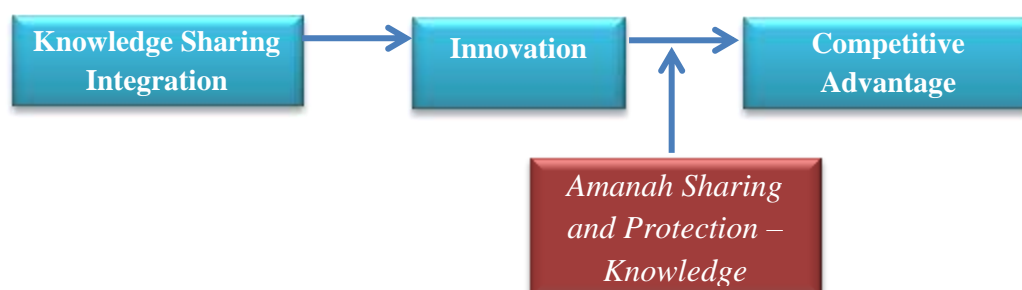 Knowledge Sharing
Integration
Innovation
Competitive
Advantage
Amanah Sharing
and Protection –
Knowledge